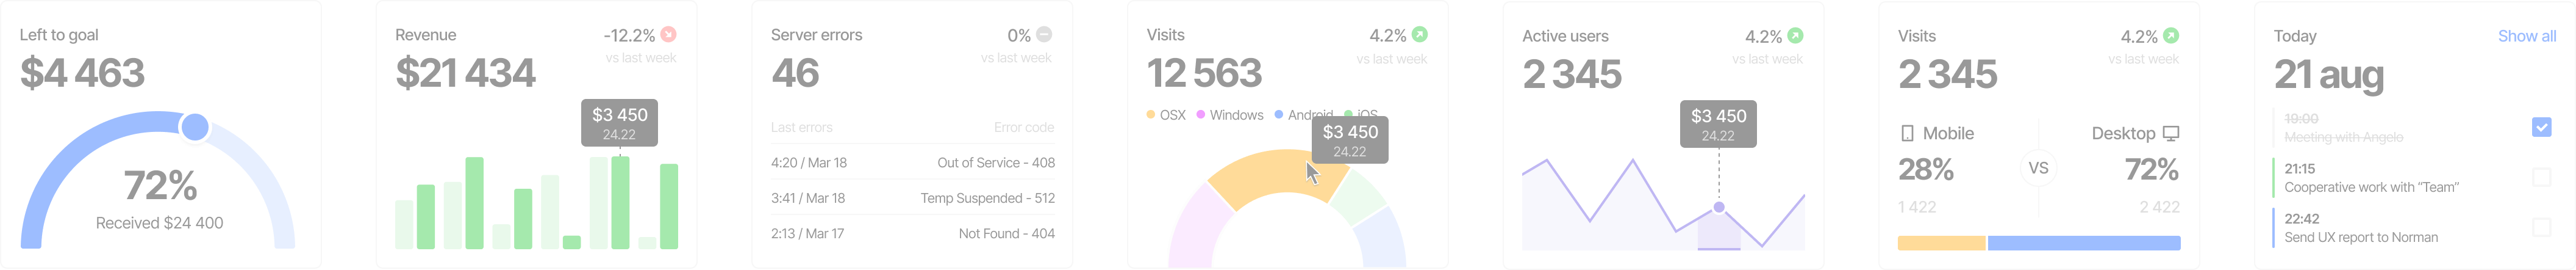 Left to goal
$4 463
72%
Received $24 400
Revenue
-12.2%
vs last week
$21 434
$3 450
24.22
Server errors
0%
vs last week
46
Last errors Error code
4:20 / Mar 18 Out of Service - 408
3:41 / Mar 18 Temp Suspended - 512
2:13 / Mar 17 Not Found - 404
Visits
4.2%
vs last week
12 563
OSX Windows Android iOS
$3 450
24.22
Active users
4.2%
vs last week
2 345
$3 450
24.22
Visits
4.2%
vs last week
2 345
Mobile Desktop
28% VS 72%
1 422 2 422
Today Show all
21 aug
19:00
Meeting with Angelo
21:15
Cooperative work with “Team”
22:42
Send UX report to Norman